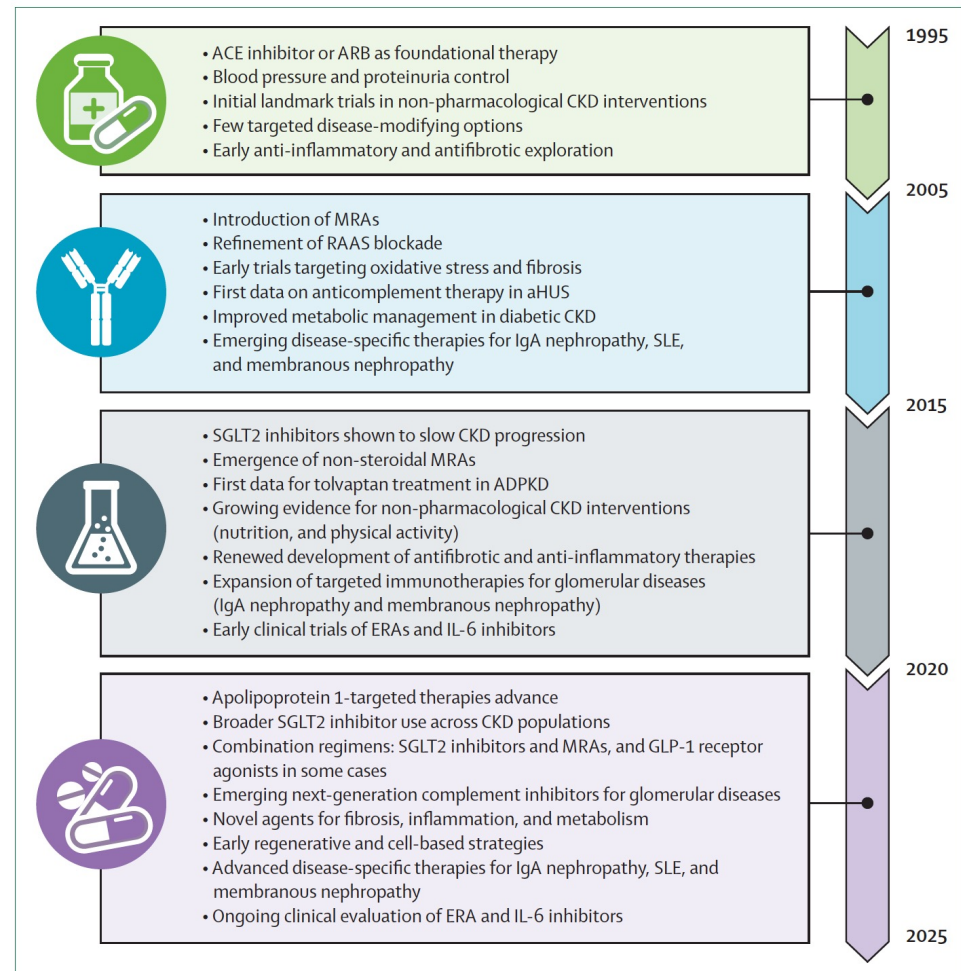 • ACE inhibitor or ARB as foundational therapy
• Blood pressure and proteinuria control
• Initial landmark trials in non-pharmacological CKD interventions
• Few targeted disease-modifying options
• Early anti-inflammatory and antifibrotic exploration
1995
2005
• Introduction of MRAs
• Refinement of RAAS blockade
• Early trials targeting oxidative stress and fibrosis
• First data on anticomplement therapy in aHUS
• Improved metabolic management in diabetic CKD
• Emerging disease-specific therapies for IgA nephropathy, SLE,
and membranous nephropathy
2015
• SGLT2 inhibitors shown to slow CKD progression
• Emergence of non-steroidal MRAs
• First data for tolvaptan treatment in ADPKD
• Growing evidence for non-pharmacological CKD interventions
(nutrition, and physical activity)
• Renewed development of antifibrotic and anti-inflammatory therapies
• Expansion of targeted immunotherapies for glomerular diseases
(IgA nephropathy and membranous nephropathy)
• Early clinical trials of ERAs and IL-6 inhibitors
2020
• Apolipoprotein 1-targeted therapies advance
• Broader SGLT2 inhibitor use across CKD populations
• Combination regimens: SGLT2 inhibitors and MRAs, and GLP-1 receptor
agonists in some cases
• Emerging next-generation complement inhibitors for glomerular diseases
• Novel agents for fibrosis, inflammation, and metabolism
• Early regenerative and cell-based strategies
• Advanced disease-specific therapies for IgA nephropathy, SLE, and
membranous nephropathy
• Ongoing clinical evaluation of ERA and IL-6 inhibitors
2025